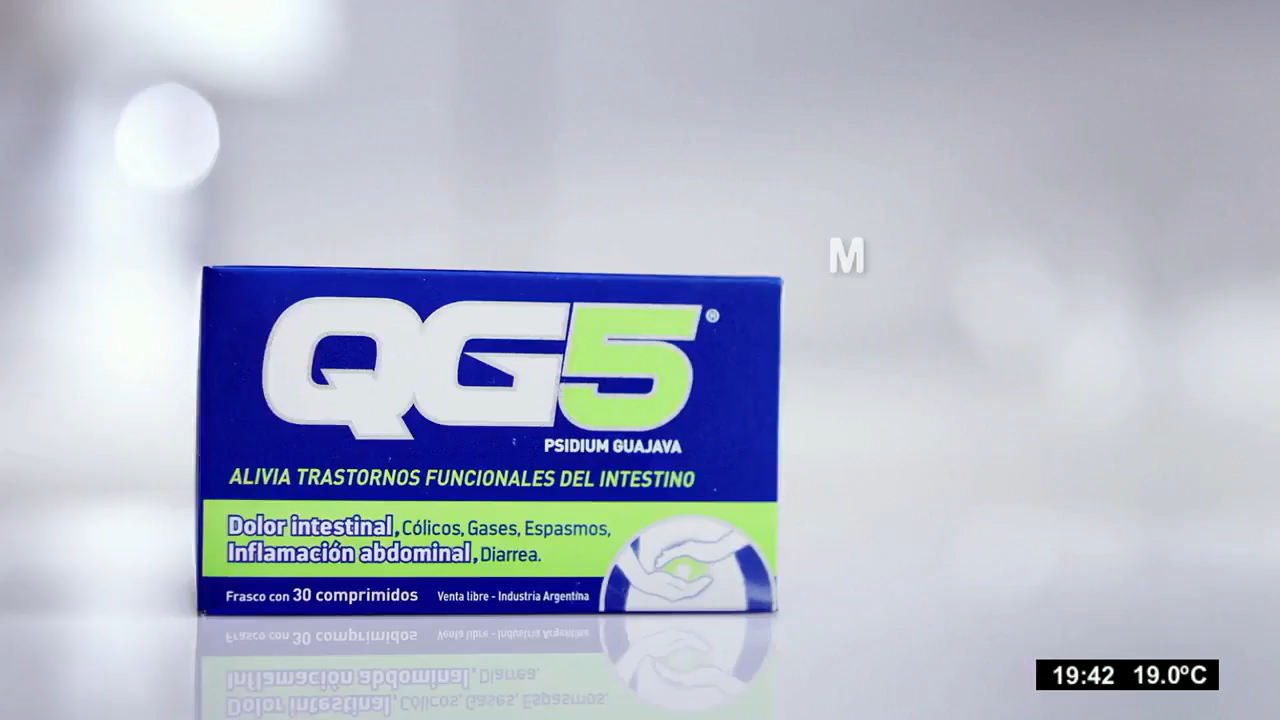 M
QG5®
PSIDIUM GUAJAVA
ALIVIA TRASTORNOS FUNCIONALES DEL INTESTINO
Dolor intestinal, Cólicos, Gases, Espasmos,
Inflamación abdominal, Diarrea.
Frasco con 30 comprimidos Venta libre - Industria Argentina
19:42 19.0ºC